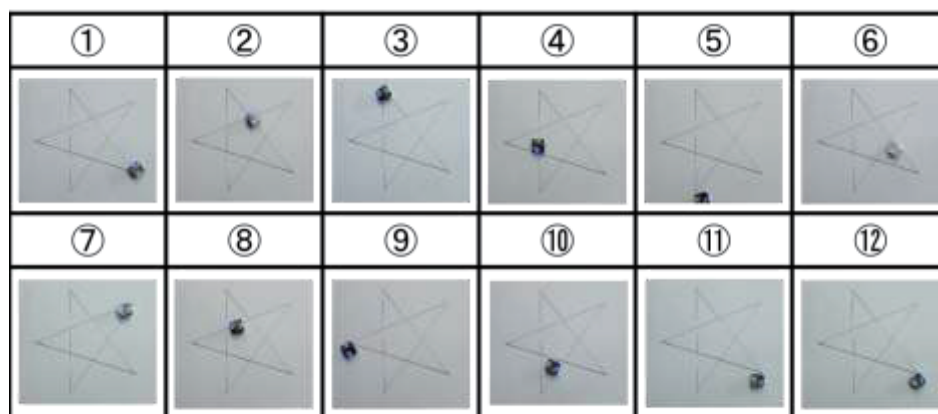 ① ② ③ ④ ⑤ ⑥
⑦ ⑧ ⑨ ⑩ ⑪ ⑫